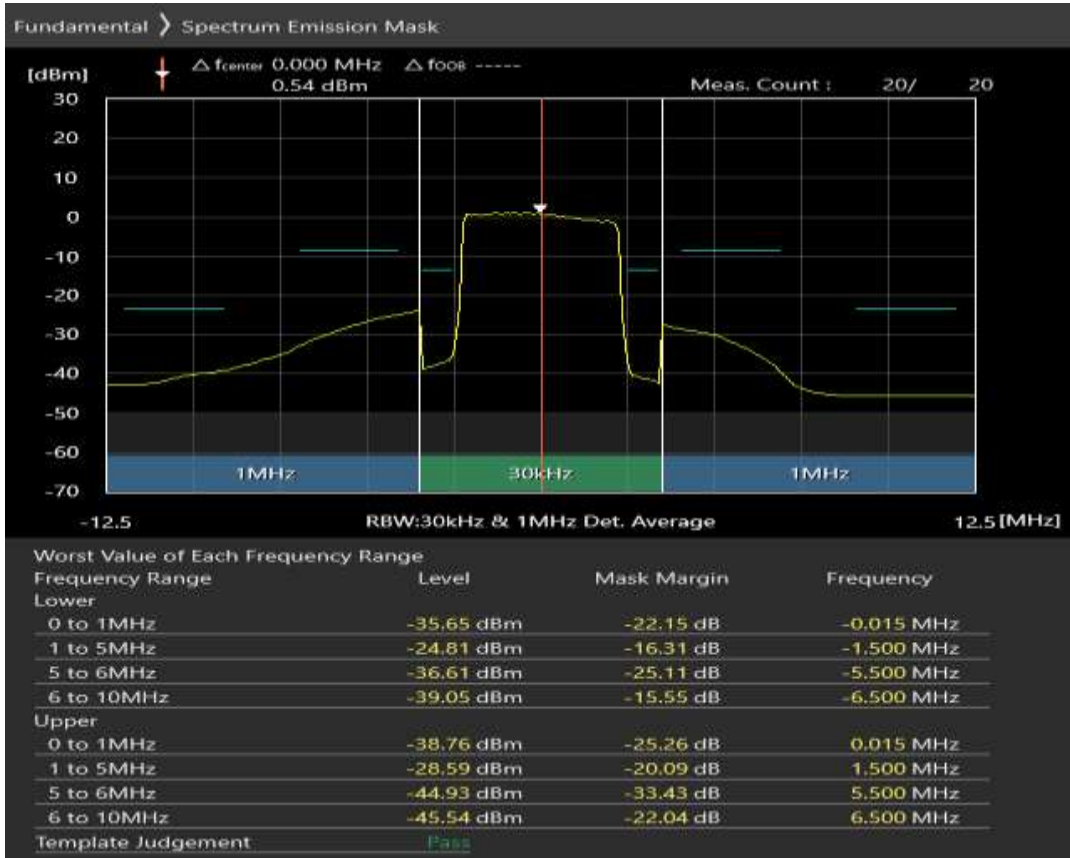 Fundamental 》 Spectrum Emission Mask
[dBm] △ fcenter 0.000 MHz △ fOOB -----
0.54 dBm Meas. Count : 20/ 20
30
20
10
0
-10
-20
-30
-40
-50
-60
-70
1MHz 30kHz 1MHz
-12.5 RBW:30kHz & 1MHz Det. Average 12.5 [MHz]
Worst Value of Each Frequency Range
Frequency Range Level Mask Margin Frequency
Lower
0 to 1MHz -35.65 dBm -22.15 dB -0.015 MHz
1 to 5MHz -24.81 dBm -16.31 dB -1.500 MHz
5 to 6MHz -36.61 dBm -25.11 dB -5.500 MHz
6 to 10MHz -39.05 dBm -15.55 dB -6.500 MHz
Upper
0 to 1MHz -38.76 dBm -25.26 dB 0.015 MHz
1 to 5MHz -28.59 dBm -20.09 dB 1.500 MHz
5 to 6MHz -44.93 dBm -33.43 dB 5.500 MHz
6 to 10MHz -45.54 dBm -22.04 dB 6.500 MHz
Template Judgement Pass